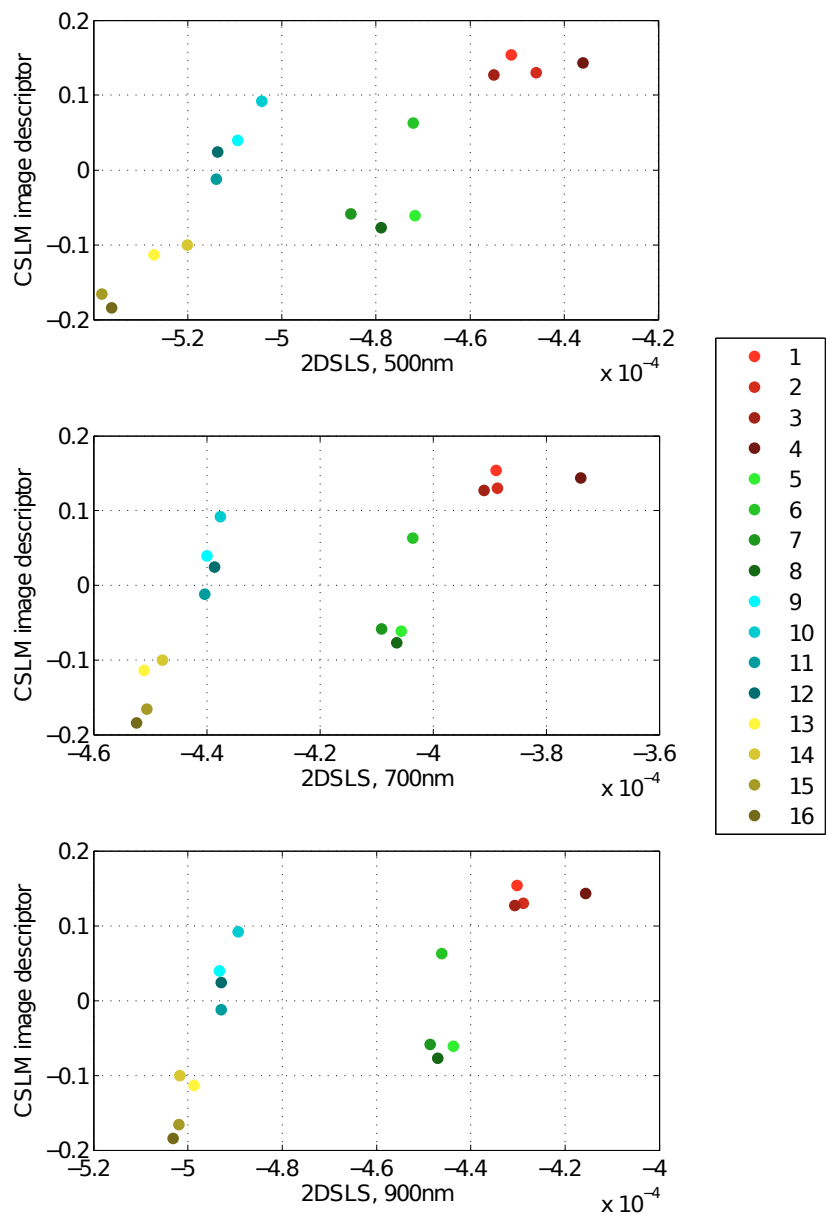 0.2
0.1
0
−0.1
−0.2
CSLM image descriptor
−5.2 −5 −4.8 −4.6 −4.4 −4.2
2DSLS, 500nm
x 10⁻⁴
0.2
0.1
0
−0.1
−0.2
CSLM image descriptor
−4.6 −4.4 −4.2 −4 −3.8 −3.6
2DSLS, 700nm
x 10⁻⁴
0.2
0.1
0
−0.1
−0.2
CSLM image descriptor
−5.2 −5 −4.8 −4.6 −4.4 −4.2 −4
2DSLS, 900nm
x 10⁻⁴
1
2
3
4
5
6
7
8
9
10
11
12
13
14
15
16